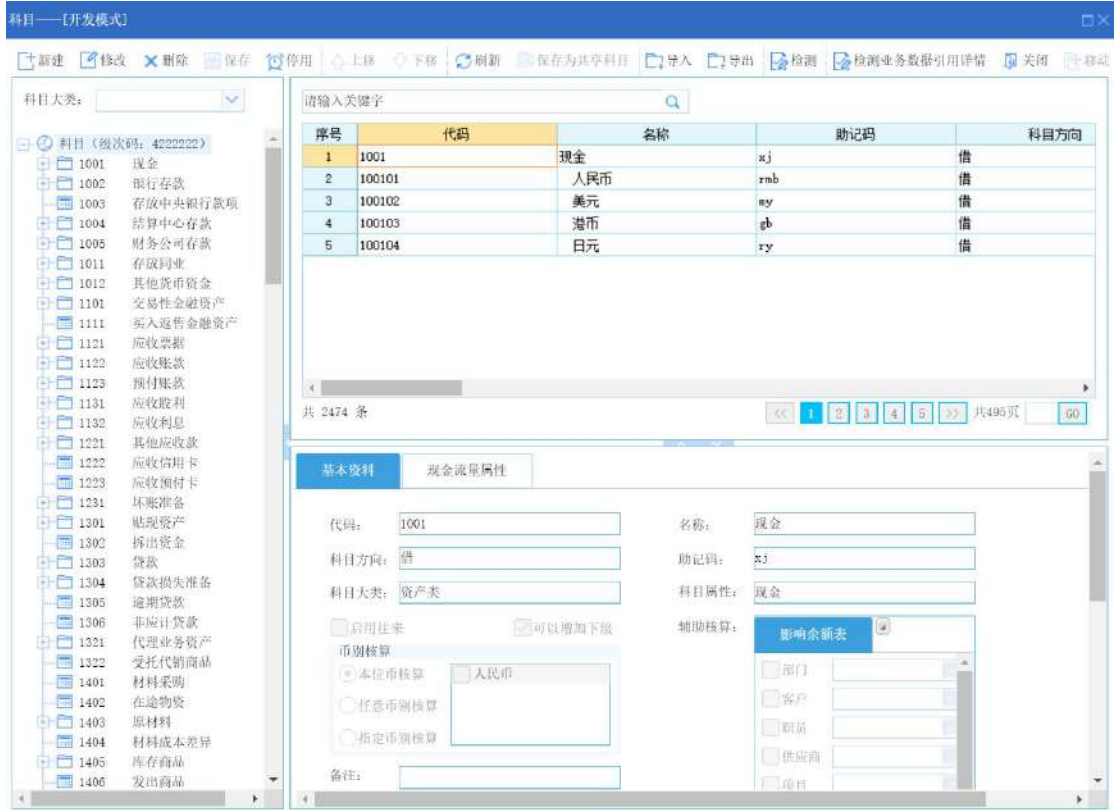 科目——[开发模式]
新建 修改 删除 保存 停用 上移 下移 刷新 保存为共享科目 导入 导出 检测 检测业务数据引用详情 关闭 移动
科目大类：
科目（级次码：4222222）
1001 现金
1002 银行存款
1003 存放中央银行款项
1004 结算中心存款
1005 财务公司存款
1011 存放同业
1012 其他货币资金
1101 交易性金融资产
1111 买入返售金融资产
1121 应收票据
1122 应收账款
1123 预付账款
1131 应收股利
1132 应收利息
1221 其他应收款
1222 应收信用卡
1223 应收预付卡
1231 坏账准备
1301 贴现资产
1302 拆出资金
1303 贷款
1304 贷款损失准备
1305 逾期贷款
1306 非应计贷款
1321 代理业务资产
1322 受托代销商品
1401 材料采购
1402 在途物资
1403 原材料
1404 材料成本差异
1405 库存商品
1406 发出商品
请输入关键字
序号 代码 名称 助记码 科目方向
1 1001 现金 xj 借
2 100101 人民币 rmb 借
3 100102 美元 my 借
4 100103 港币 gb 借
5 100104 日元 ry 借
共 2474 条
<< 1 2 3 4 5 >> 共495页 GO
基本资料 现金流量属性
代码： 1001 名称： 现金
科目方向： 借 助记码： xj
科目大类： 资产类 科目属性： 现金
启用往来 可以增加下级 辅助核算： 影响余额表
币别核算
本位币核算 人民币
任意币别核算
指定币别核算
备注：
部门
客户
职员
供应商
项目